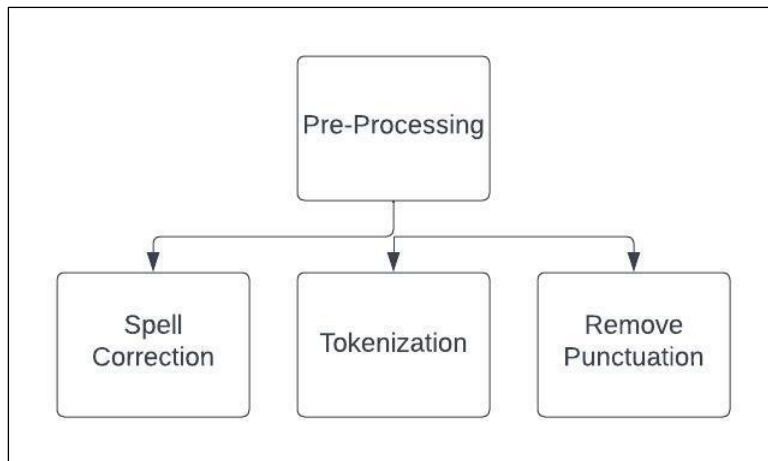 Pre-Processing
Spell
Correction
Tokenization
Remove
Punctuation